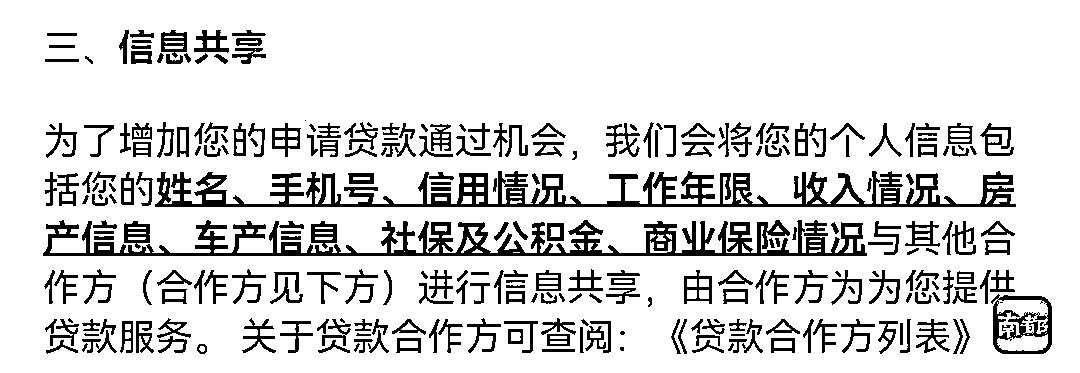 三、信息共享
为了增加您的申请贷款通过机会，我们会将您的个人信息包
括您的姓名、手机号、信用情况、工作年限、收入情况、房
产信息、车产信息、社保及公积金、商业保险情况与其他合
作方（合作方见下方）进行信息共享，由合作方为为您提供
贷款服务。 关于贷款合作方可查阅：《贷款合作方列表》
南都